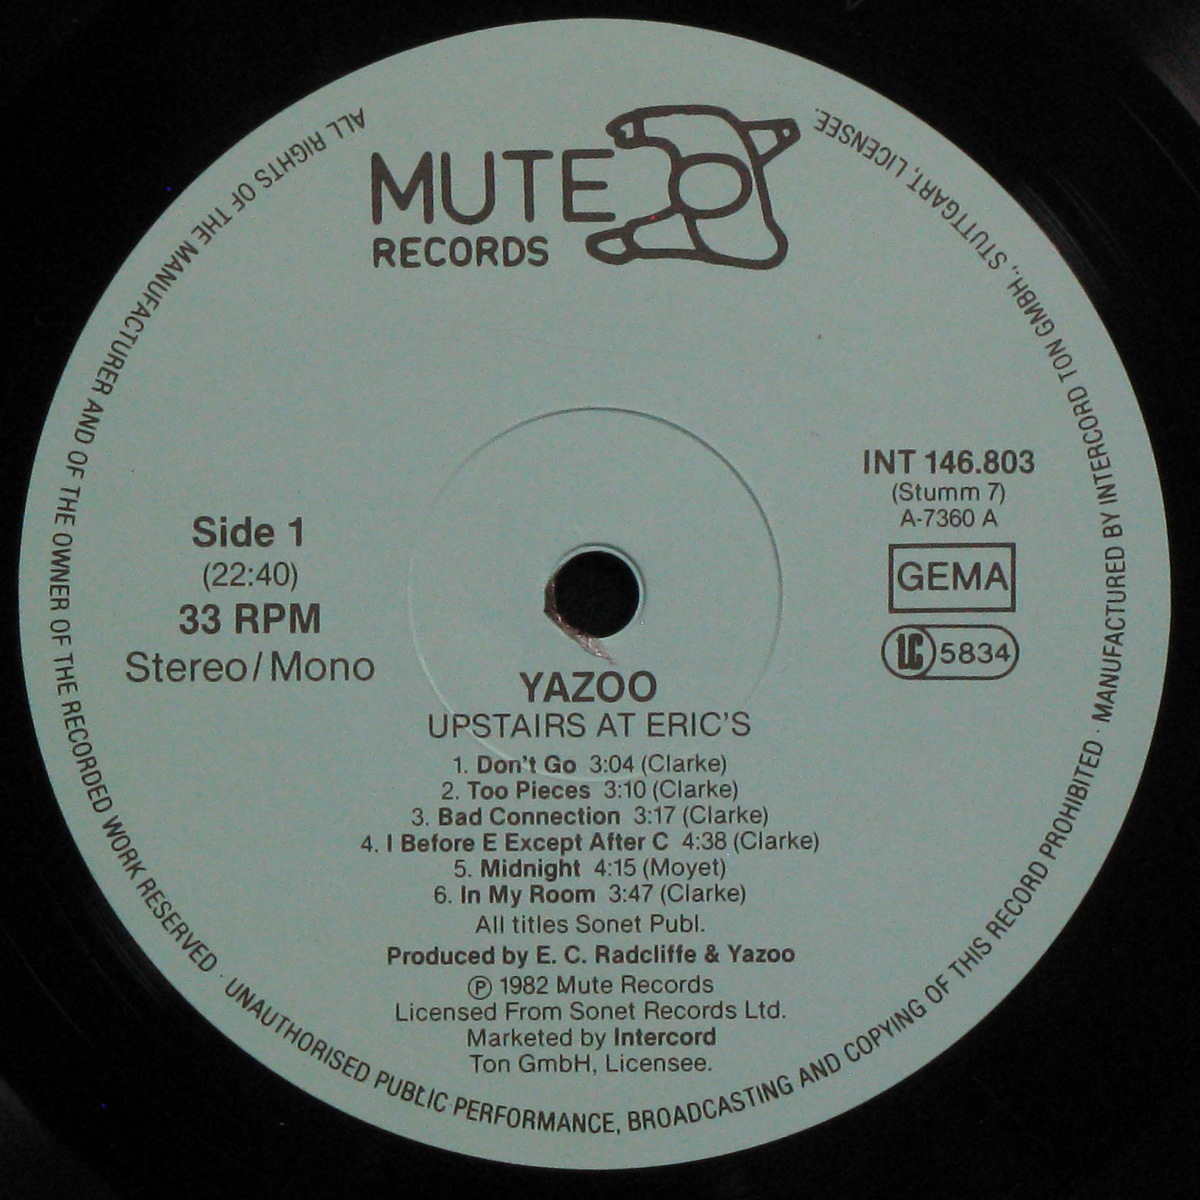 MUTE
RECORDS
INT 146.803
(Stumm 7)
A-7360 A
GEMA
LC 5834
Side 1
(22:40)
33 RPM
Stereo/Mono
YAZOO
UPSTAIRS AT ERIC'S
1. Don't Go 3:04 (Clarke)
2. Too Pieces 3:10 (Clarke)
3. Bad Connection 3:17 (Clarke)
4. I Before E Except After C 4:38 (Clarke)
5. Midnight 4:15 (Moyet)
6. In My Room 3:47 (Clarke)
All titles Sonet Publ.
Produced by E. C. Radcliffe & Yazoo
Ⓟ 1982 Mute Records
Licensed From Sonet Records Ltd.
Marketed by Intercord
Ton GmbH, Licensee.
ALL RIGHTS OF THE MANUFACTURER AND OF THE OWNER OF THE RECORDED WORK RESERVED · UNAUTHORISED PUBLIC PERFORMANCE, BROADCASTING AND COPYING OF THIS RECORD PROHIBITED · MANUFACTURED BY INTERCORD TON GMBH., STUTTGART, LICENSEE.